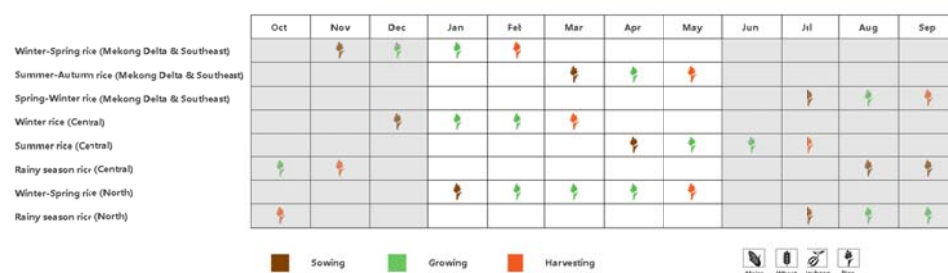 Oct Nov Dec Jan Feb Mar Apr May Jun Jul Aug Sep
Winter-Spring rice (Mekong Delta & Southeast)
Summer-Autumn rice (Mekong Delta & Southeast)
Spring-Winter rice (Mekong Delta & Southeast)
Winter rice (Central)
Summer rice (Central)
Rainy season rice (Central)
Winter-Spring rice (North)
Rainy season rice (North)
Sowing Growing Harvesting